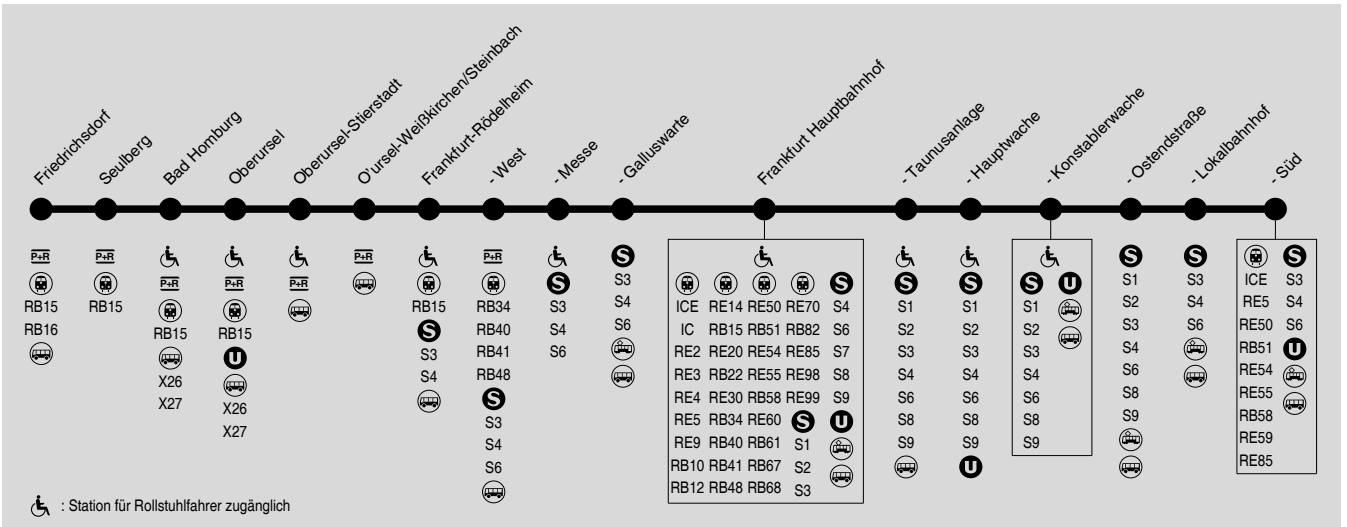 Friedrichsdorf
Seulberg
Bad Homburg
Oberursel
Oberursel-Stierstadt
O'ursel-Weißkirchen/Steinbach
Frankfurt-Rödelheim
- West
- Messe
- Galluswarte
Frankfurt Hauptbahnhof
- Taunusanlage
- Hauptwache
- Konstablerwache
- Ostendstraße
- Lokalbahnhof
- Süd
P+R
RB15
RB16
P+R
RB15
P+R
RB15
X26
X27
P+R
RB15
U
X26
X27
P+R
P+R
RB15
S
S3
S4
P+R
RB34
RB40
RB41
RB48
S
S3
S4
S6
S
S3
S4
S6
S
S3
S4
S6
S
ICE RE14 RE50 RE70 S4
IC RB15 RB51 RB82 S6
RE2 RE20 RE54 RE85 S7
RE3 RB22 RE55 RE98 S8
RE4 RE30 RB58 RE99 S9
RE5 RB34 RE60 S U
RE9 RB40 RB61 S1
RB10 RB41 RB67 S2
RB12 RB48 RB68 S3
S
S1
S2
S3
S4
S6
S8
S9
S
S1
S2
S3
S4
S6
S8
S9
U
S U
S1
S2
S3
S4
S6
S8
S9
S
S1
S2
S3
S4
S6
S8
S9
S
S3
S4
S6
S
ICE S3
RE5 S4
RE50 S6
RB51 U
RE54
RE55
RB58
RE59
RE85
: Station für Rollstuhlfahrer zugänglich